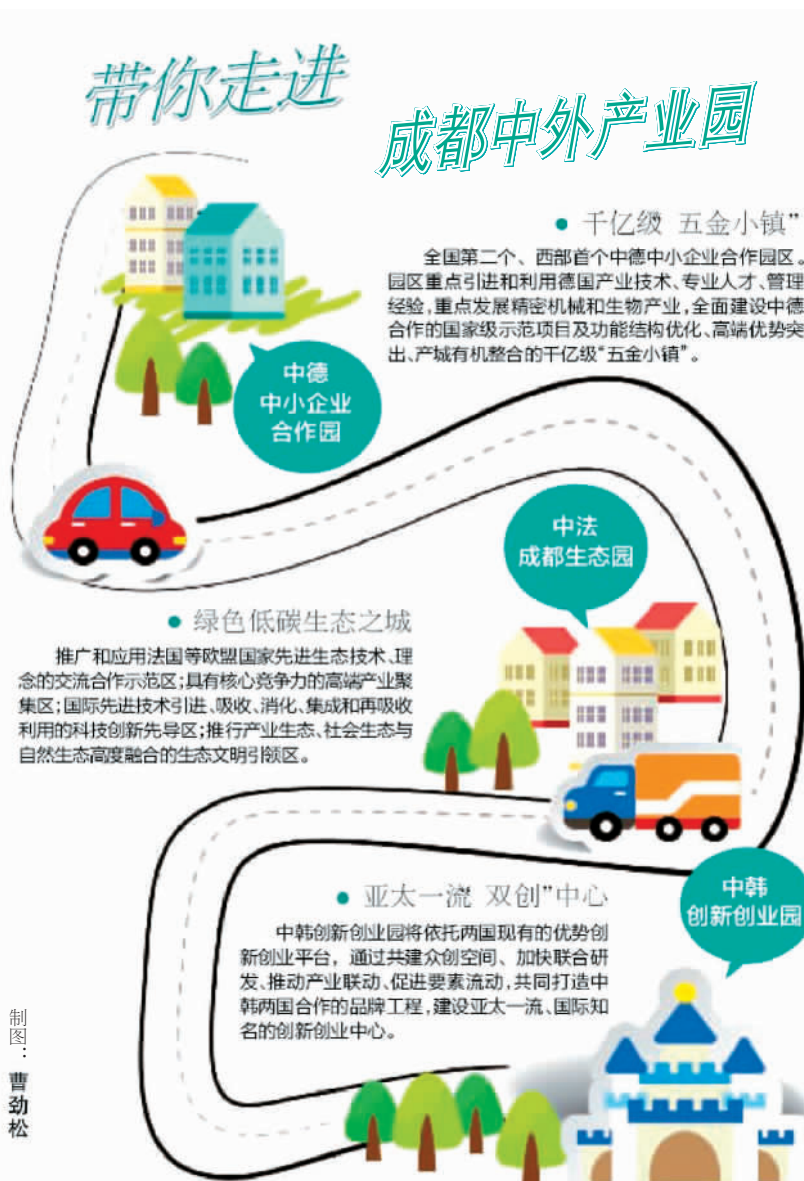 带你走进
成都中外产业园
● 千亿级 五金小镇”
全国第二个、西部首个中德中小企业合作园区。
园区重点引进和利用德国产业技术、专业人才、管理
经验,重点发展精密机械和生物产业,全面建设中德
合作的国家级示范项目及功能结构优化、高端优势突
出、产城有机整合的千亿级“五金小镇”。
中德
中小企业
合作园
中法
成都生态园
● 绿色低碳生态之城
推广和应用法国等欧盟国家先进生态技术、理
念的交流合作示范区;具有核心竞争力的高端产业聚
集区;国际先进技术引进、吸收、消化、集成和再吸收
利用的科技创新先导区;推行产业生态、社会生态与
自然生态高度融合的生态文明引领区。
中韩
创新创业园
● 亚太一流 双创”中心
中韩创新创业园将依托两国现有的优势创
新创业平台，通过共建众创空间、加快联合研
发、推动产业联动、促进要素流动,共同打造中
韩两国合作的品牌工程,建设亚太一流、国际知
名的创新创业中心。
制图：曹劲松